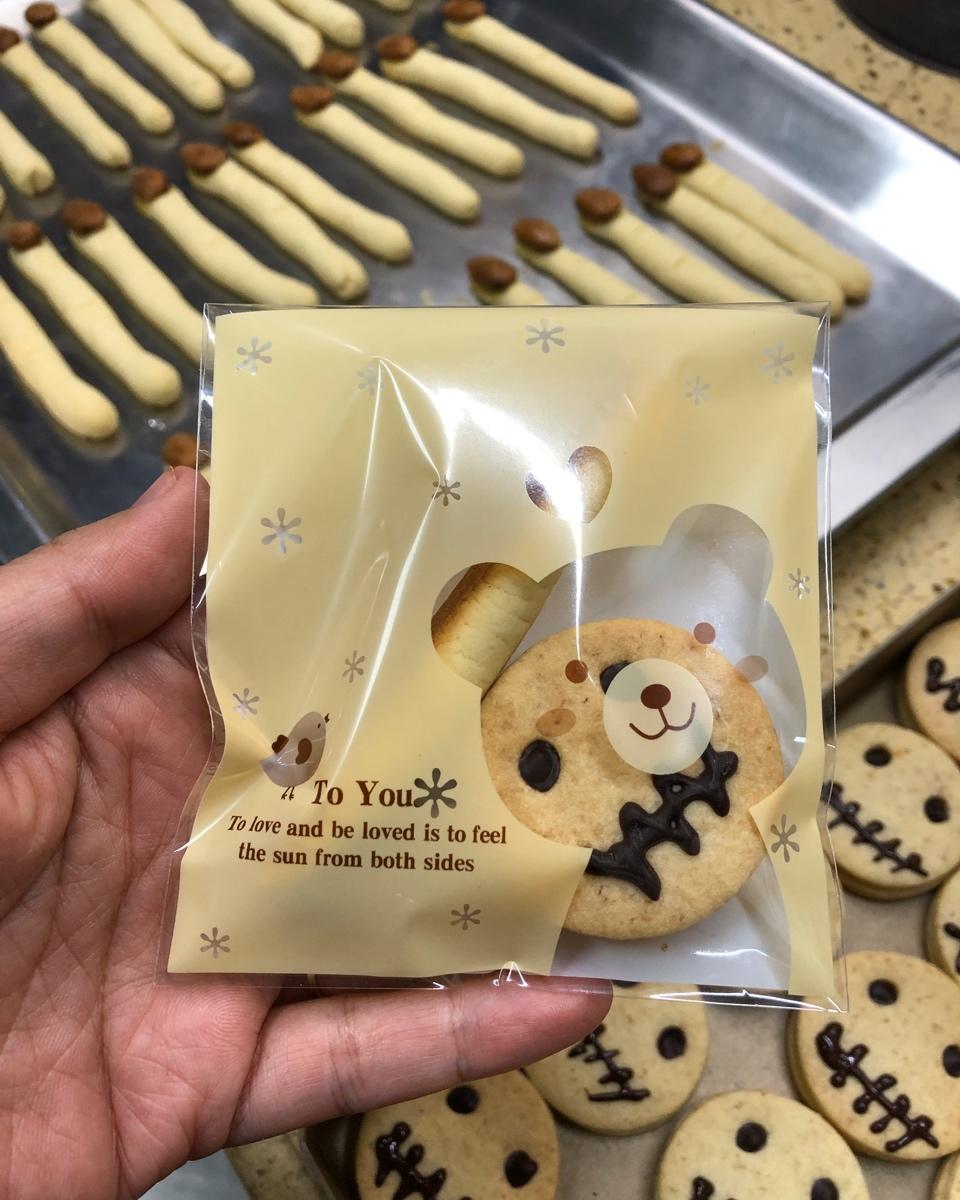 To You
To love and be loved is to feel
the sun from both sides